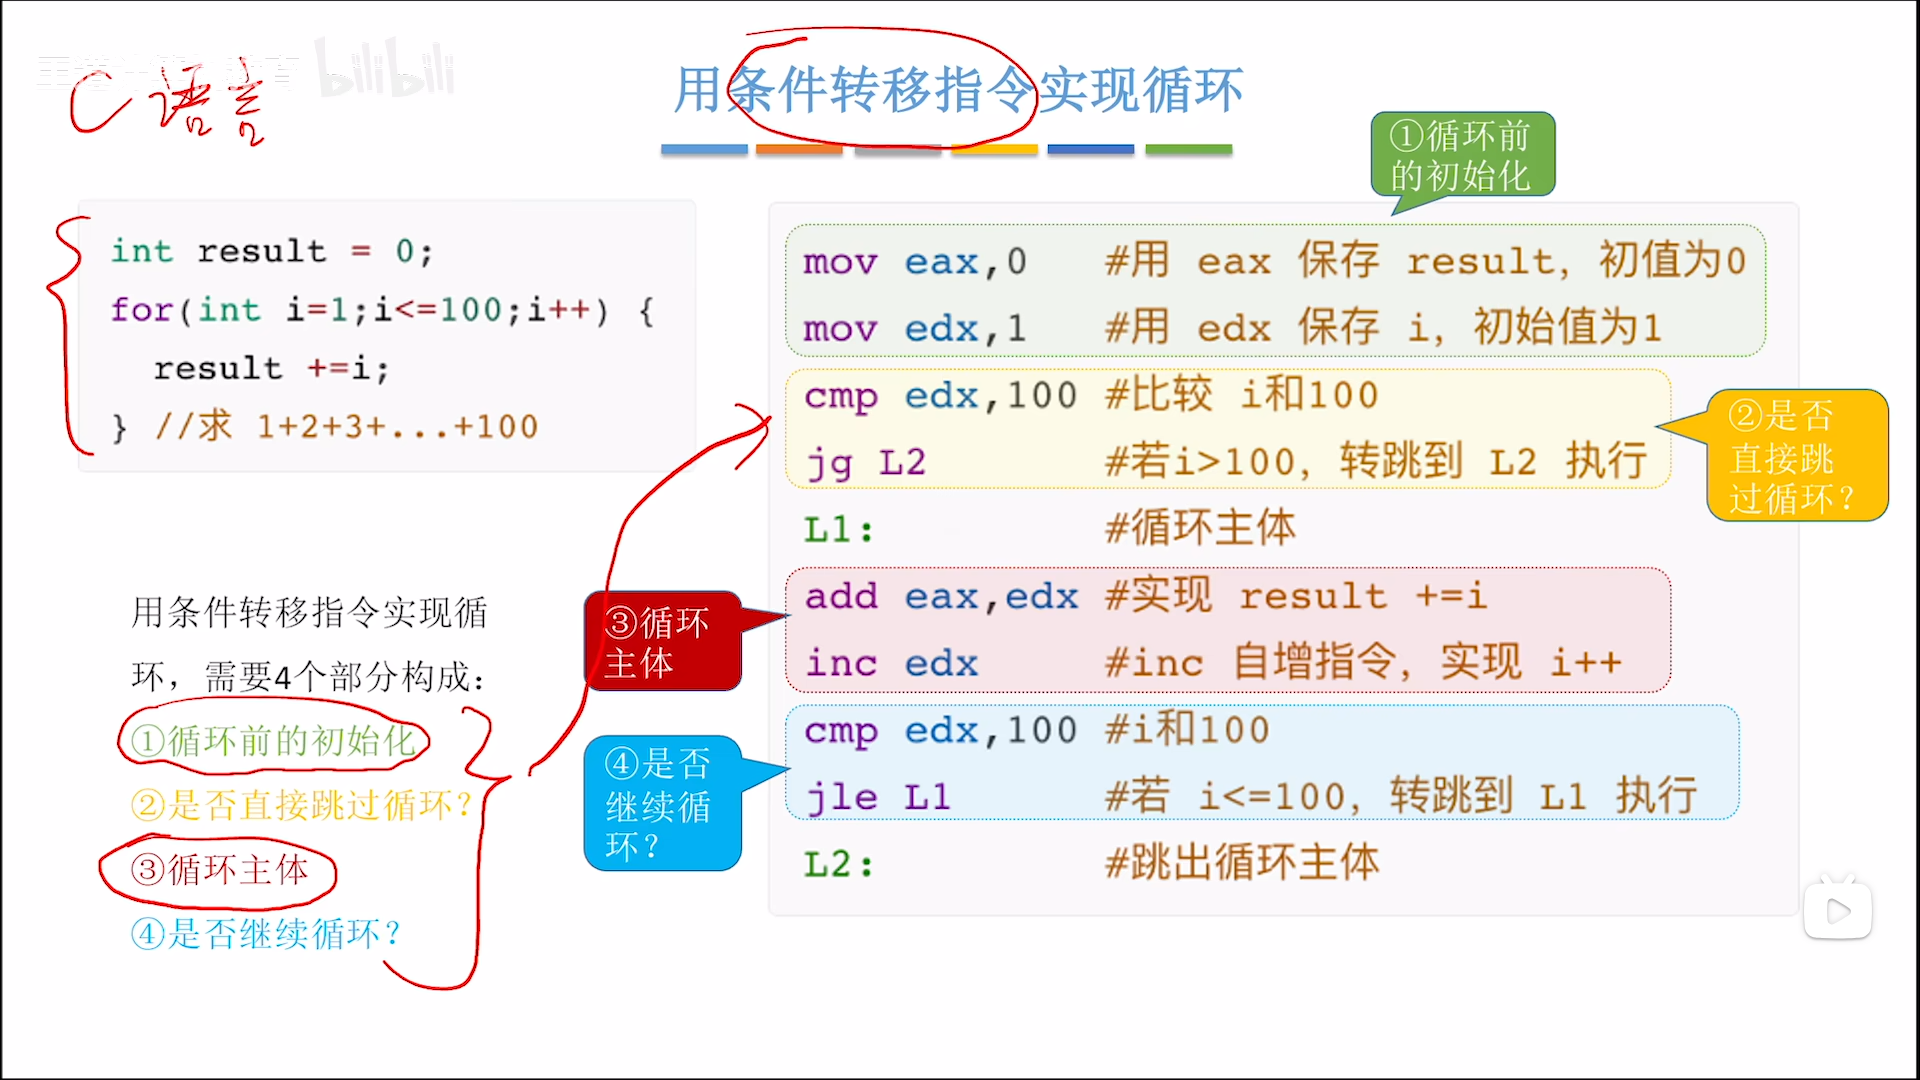 C语言
bilibili
用条件转移指令实现循环
①循环前
的初始化
int result = 0;
for(int i=1;i<=100;i++) {
result +=i;
} //求 1+2+3+...+100
mov eax,0 #用 eax 保存 result, 初值为0
mov edx,1 #用 edx 保存 i, 初始值为1
cmp edx,100 #比较 i和100
jg L2 #若i>100, 转跳到 L2 执行
②是否
直接跳
过循环?
L1: #循环主体
③循环
主体
add eax,edx #实现 result +=i
inc edx #inc 自增指令, 实现 i++
④是否
继续循
环?
cmp edx,100 #i和100
jle L1 #若 i<=100, 转跳到 L1 执行
L2: #跳出循环主体
用条件转移指令实现循
环，需要4个部分构成：
①循环前的初始化
②是否直接跳过循环?
③循环主体
④是否继续循环?